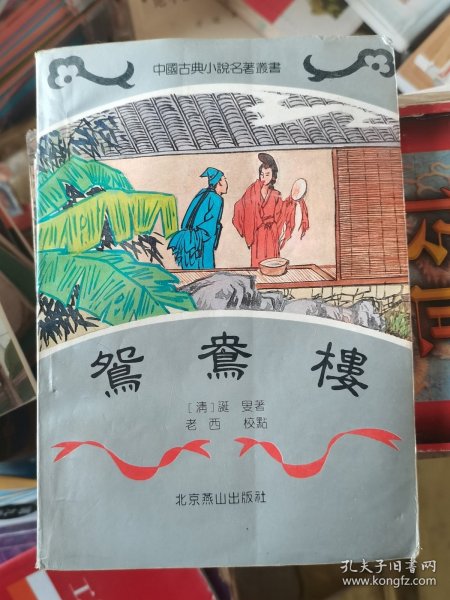 中國古典小說名著叢書
鴛鴦樓
[清]誕 叟著
老西 校點
北京燕山出版社
孔夫子旧书网
www.kongfz.com